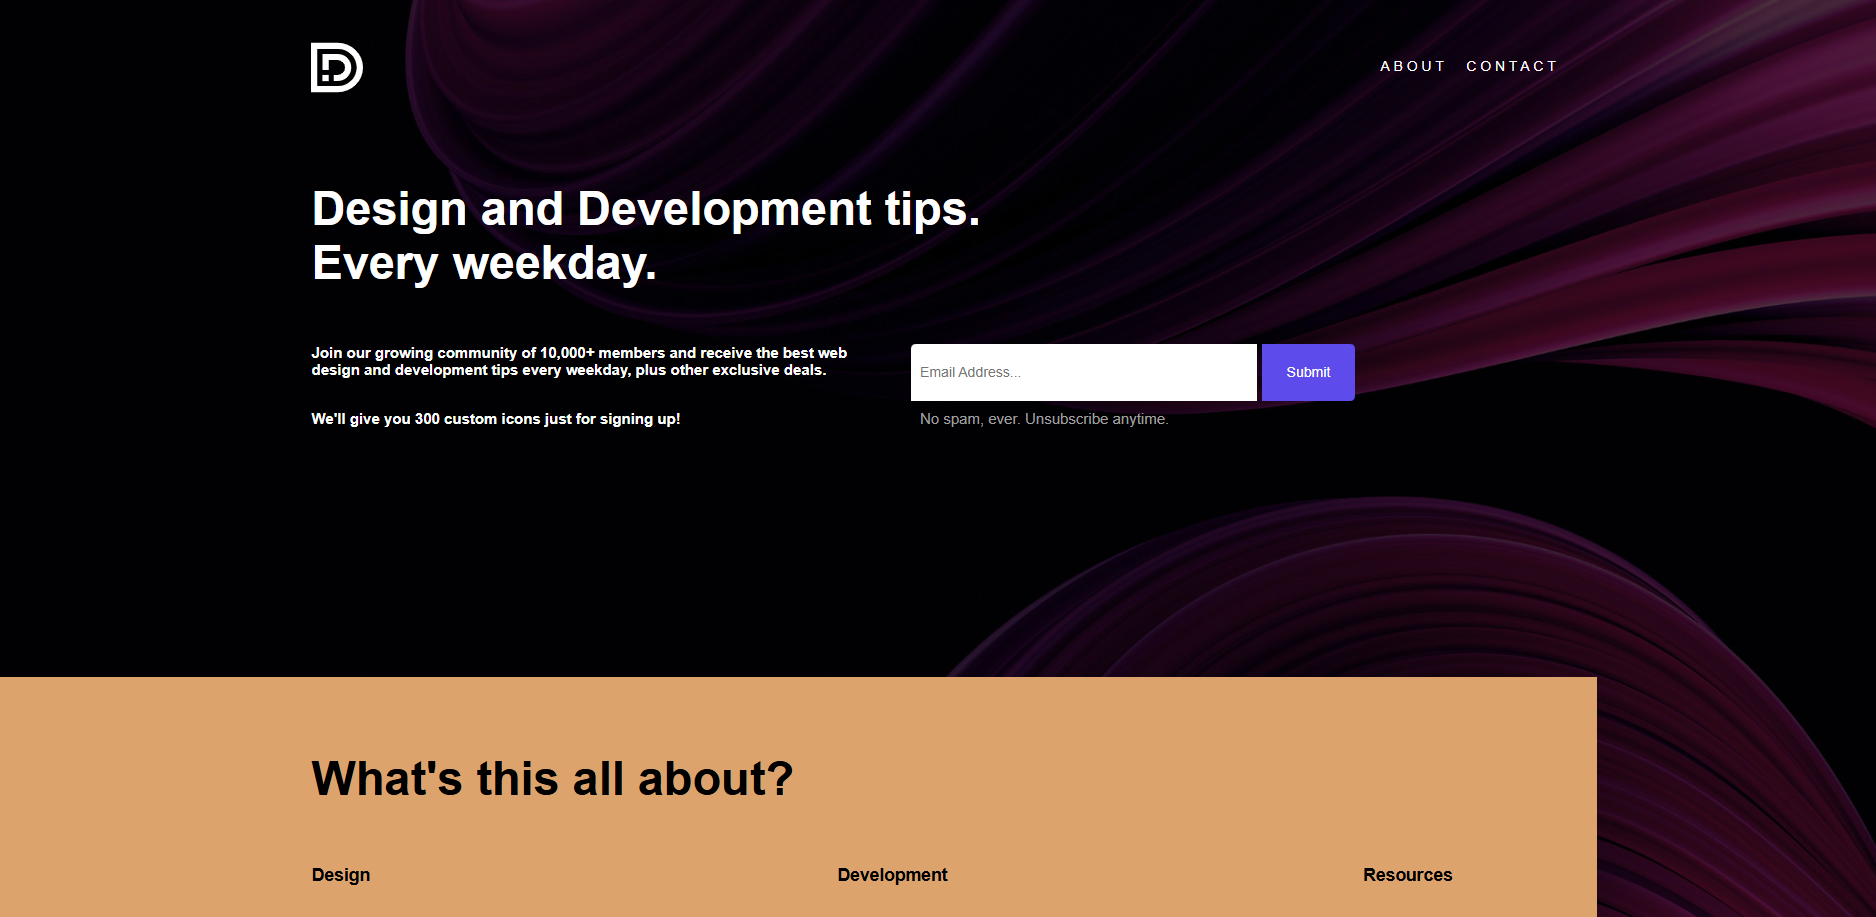 ABOUT CONTACT
Design and Development tips.
Every weekday.
Join our growing community of 10,000+ members and receive the best web
design and development tips every weekday, plus other exclusive deals.
We'll give you 300 custom icons just for signing up!
Email Address...
Submit
No spam, ever. Unsubscribe anytime.
What's this all about?
Design
Development
Resources